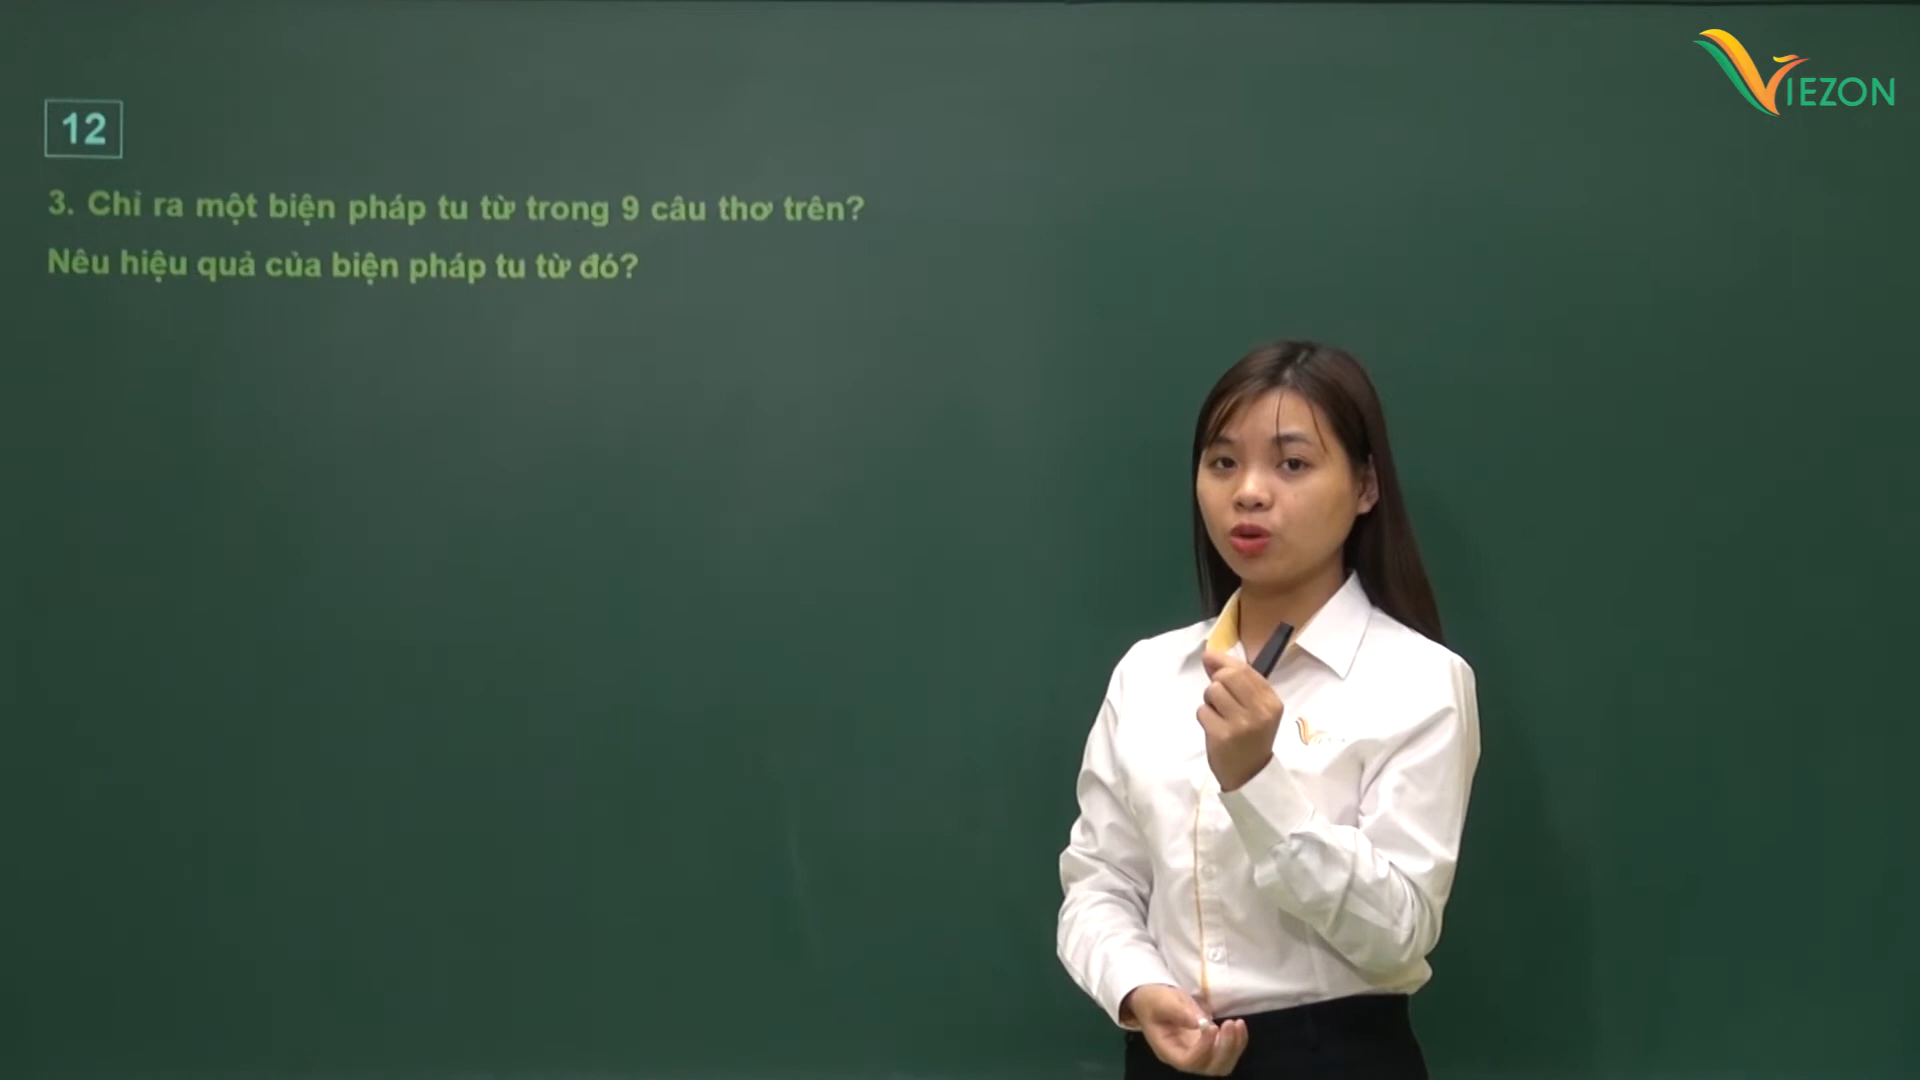 VIEZON
12
3. Chỉ ra một biện pháp tu từ trong 9 câu thơ trên?
Nêu hiệu quả của biện pháp tu từ đó?